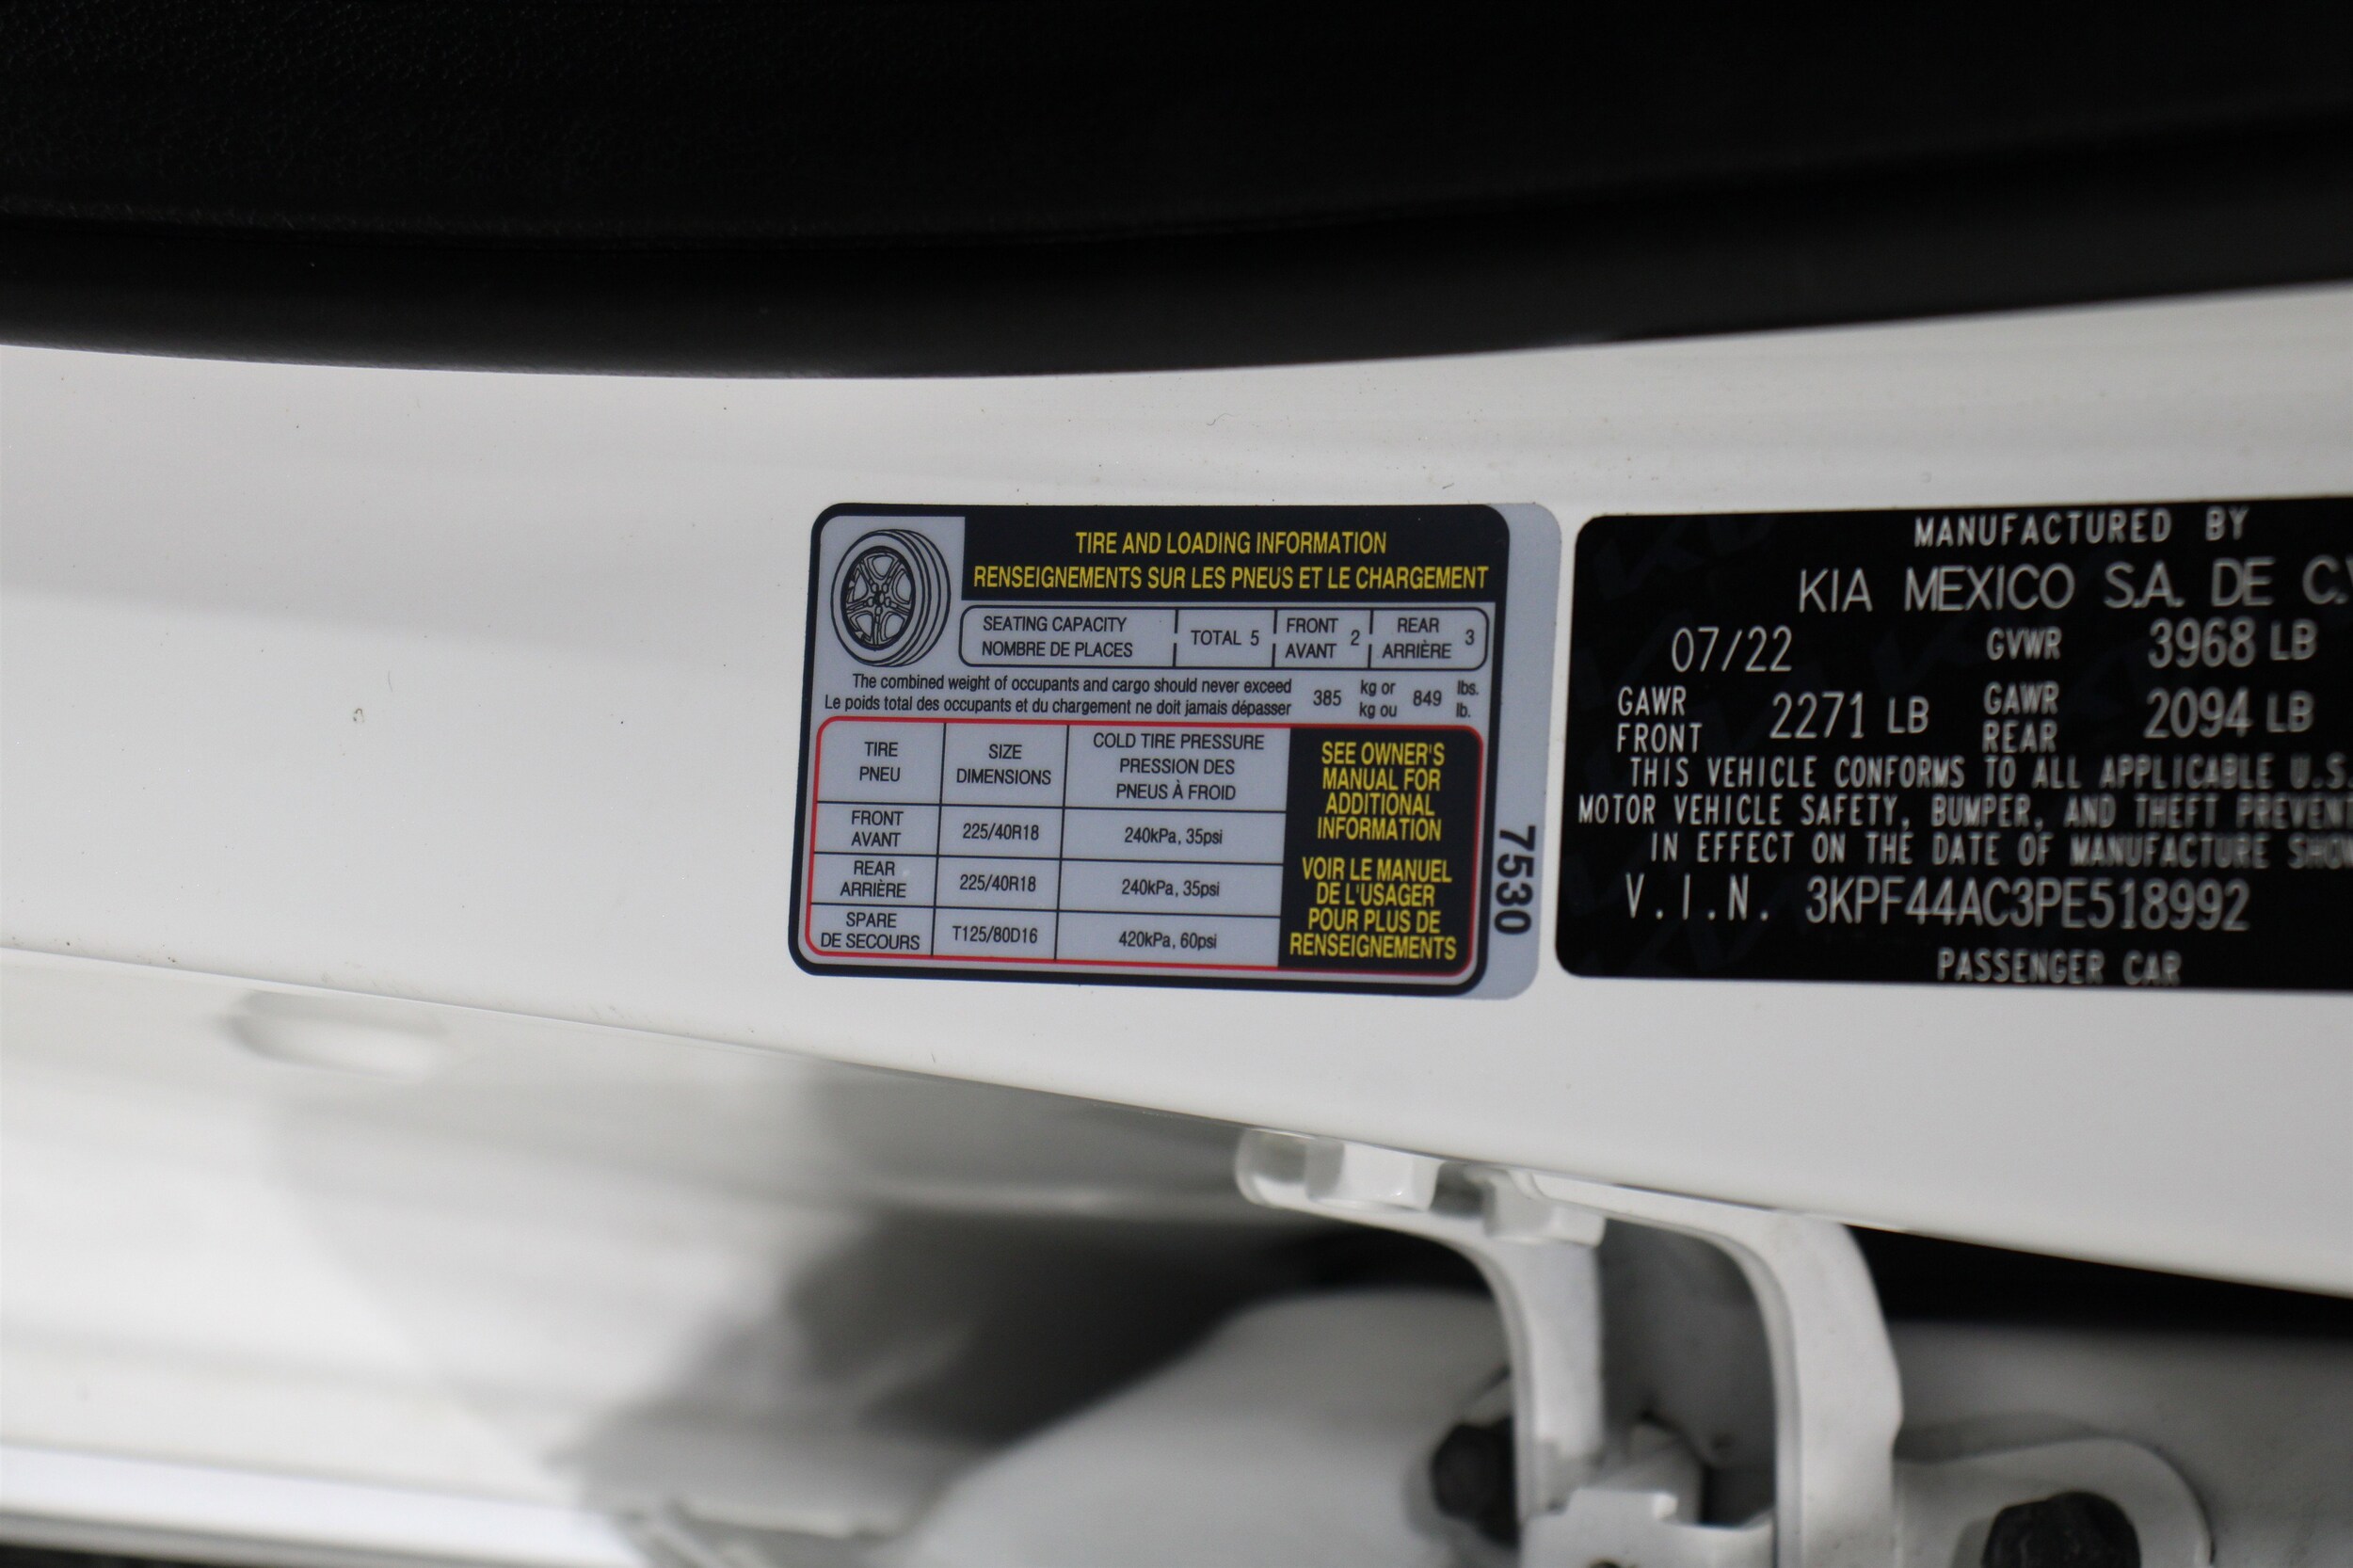 TIRE AND LOADING INFORMATION
RENSEIGNEMENTS SUR LES PNEUS ET LE CHARGEMENT
SEATING CAPACITY
NOMBRE DE PLACES
TOTAL 5
FRONT
AVANT 2
REAR
ARRIÈRE 3
The combined weight of occupants and cargo should never exceed 385 kg or 849 lbs.
Le poids total des occupants et du chargement ne doit jamais dépasser kg ou lb.
TIRE
PNEU
SIZE
DIMENSIONS
COLD TIRE PRESSURE
PRESSION DES
PNEUS À FROID
FRONT
AVANT
225/40R18
240kPa, 35psi
REAR
ARRIÈRE
225/40R18
240kPa, 35psi
SPARE
DE SECOURS
T125/80D16
420kPa, 60psi
SEE OWNER'S
MANUAL FOR
ADDITIONAL
INFORMATION
VOIR LE MANUEL
DE L'USAGER
POUR PLUS DE
RENSEIGNEMENTS
7530
MANUFACTURED BY
KIA MEXICO S.A. DE C.
07/22 GVWR 3968 LB
GAWR
FRONT 2271 LB
GAWR
REAR 2094 LB
THIS VEHICLE CONFORMS TO ALL APPLICABLE U.S.
MOTOR VEHICLE SAFETY, BUMPER, AND THEFT PREVENT
IN EFFECT ON THE DATE OF MANUFACTURE SHOW
V.I.N. 3KPF44AC3PE518992
PASSENGER CAR